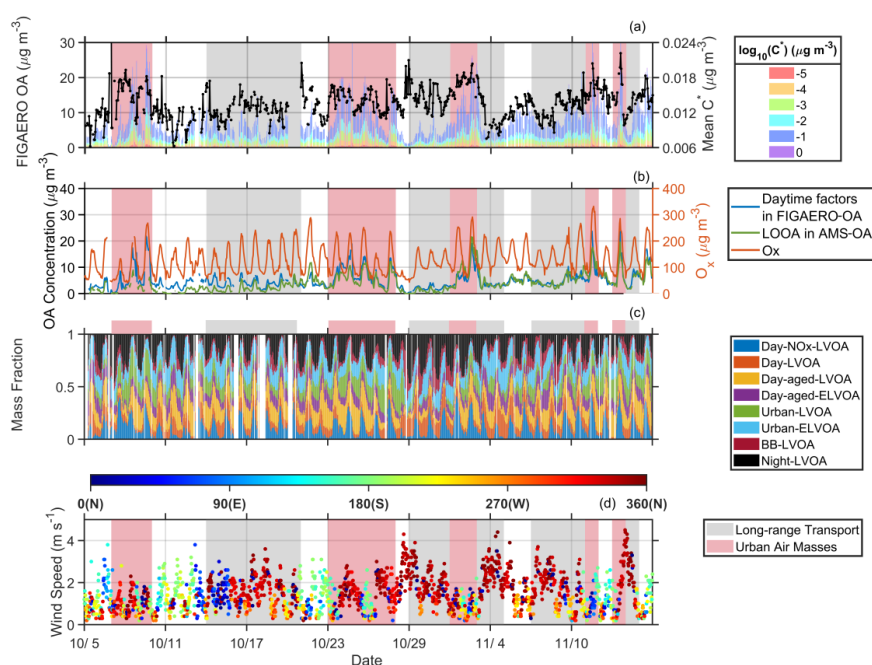 (a)
FIGAERO OA (μg m-3)
30
20
10
0
0.024
0.018
0.012
0.006
Mean C* (μg m-3)
log10(C*) (μg m-3)
-5
-4
-3
-2
-1
0
(b)
OA Concentration (μg m-3)
40
30
20
10
0
400
300
200
100
0
Ox (μg m-3)
Daytime factors
in FIGAERO-OA
LOOA in AMS-OA
Ox
(c)
Mass Fraction
1
0.5
0
Day-NOx-LVOA
Day-LVOA
Day-aged-LVOA
Day-aged-ELVOA
Urban-LVOA
Urban-ELVOA
BB-LVOA
Night-LVOA
0(N) 90(E) 180(S) 270(W) 360(N)
(d)
Wind Speed (m s-1)
4
2
0
Long-range Transport
Urban Air Masses
10/ 5 10/11 10/17 10/23 10/29 11/ 4 11/10
Date